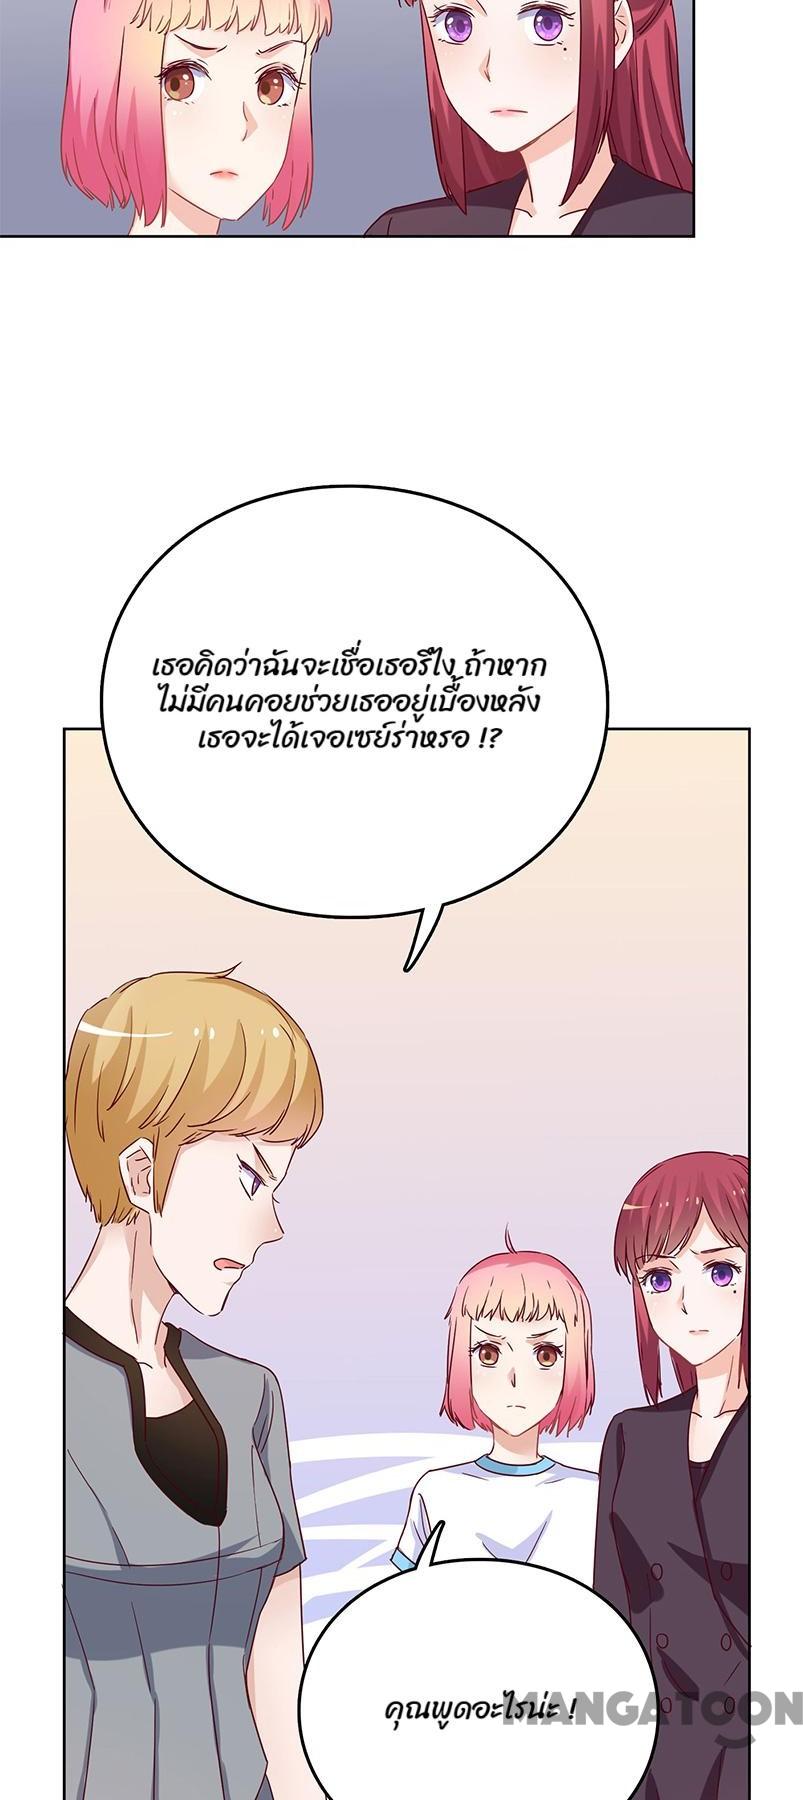 เธอคิดว่าฉันจะเชื่อเธอรึไง ถ้าหาก
ไม่มีคนคอยช่วยเธออยู่เบื้องหลัง
เธอจะได้เจอเซย์ร่าหรอ !?
คุณพูดอะไรน่ะ !
MANGATOON